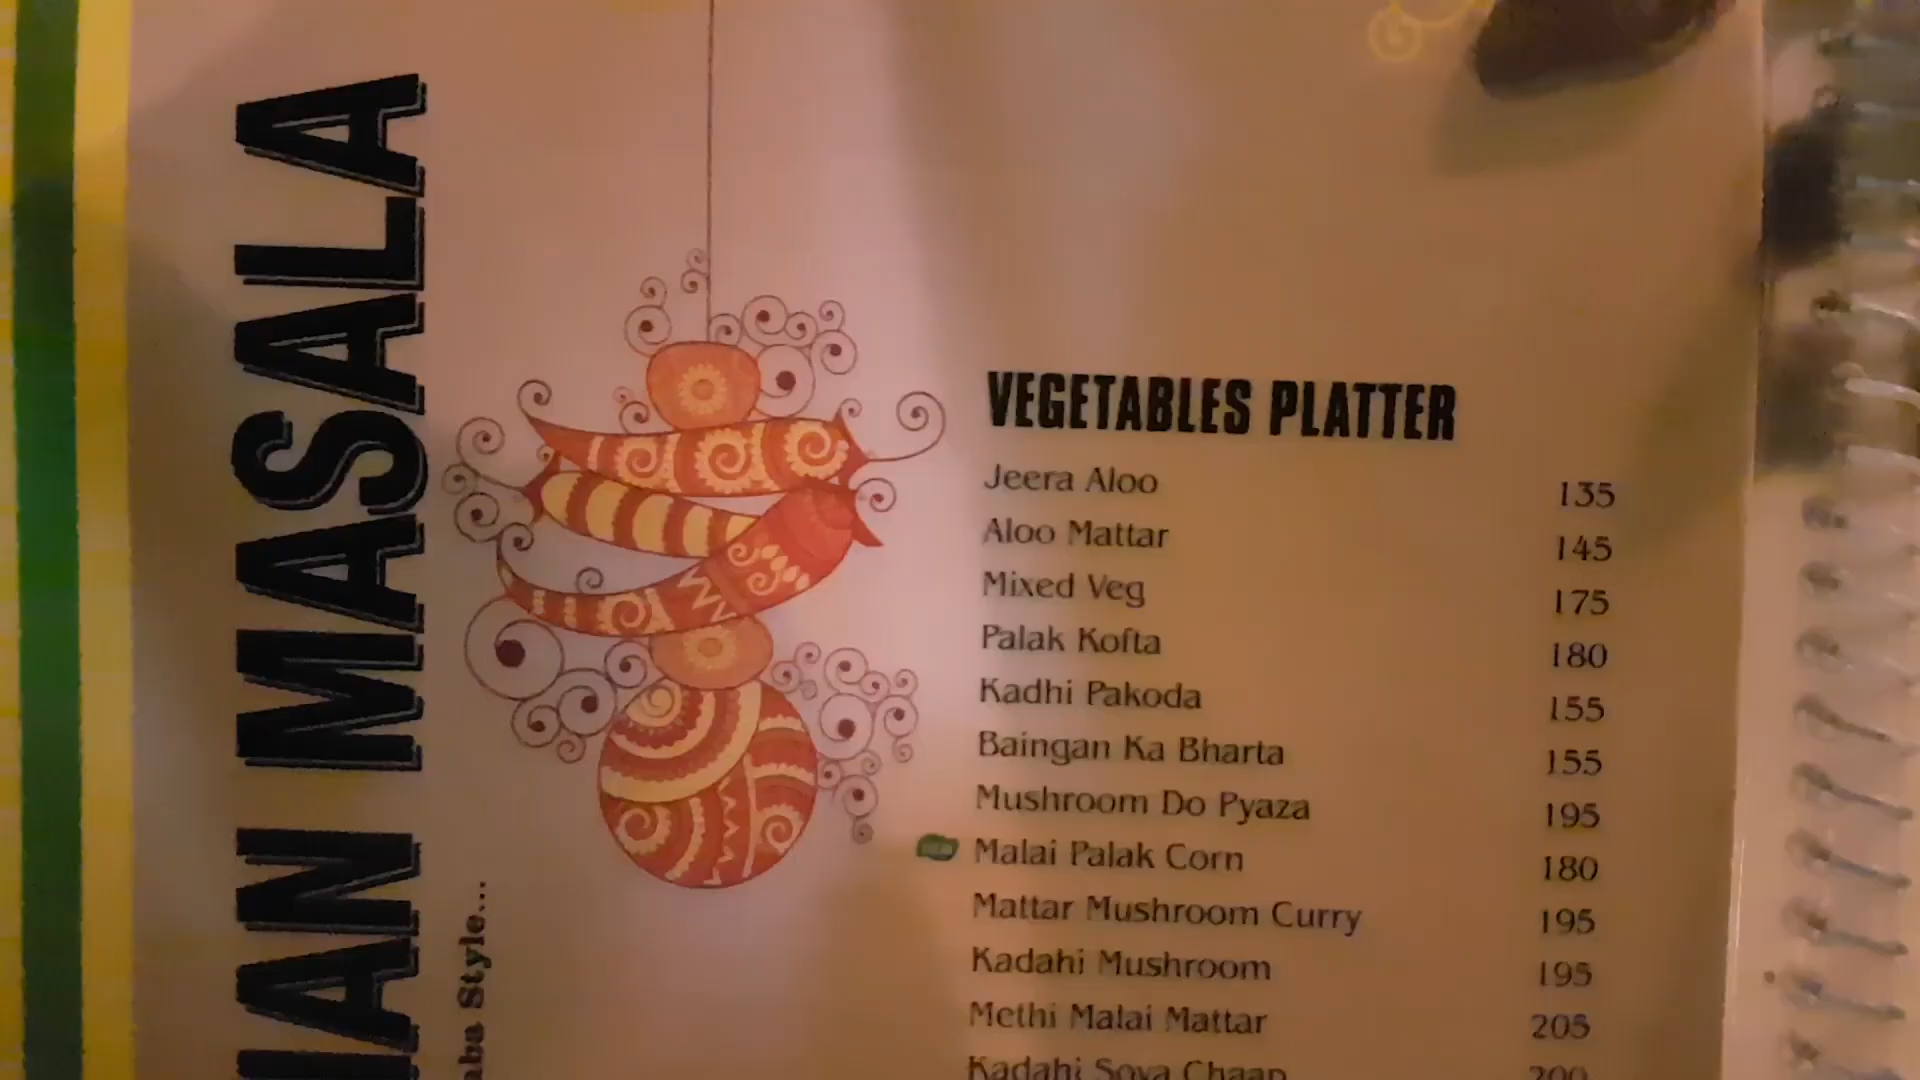 IAN MASALA
aba Style...
VEGETABLES PLATTER
Jeera Aloo 135
Aloo Mattar 145
Mixed Veg 175
Palak Kofta 180
Kadhi Pakoda 155
Baingan Ka Bharta 155
Mushroom Do Pyaza 195
Malai Palak Corn 180
Mattar Mushroom Curry 195
Kadahi Mushroom 195
Methi Malai Mattar 205
Kadahi Soya Chaap 200